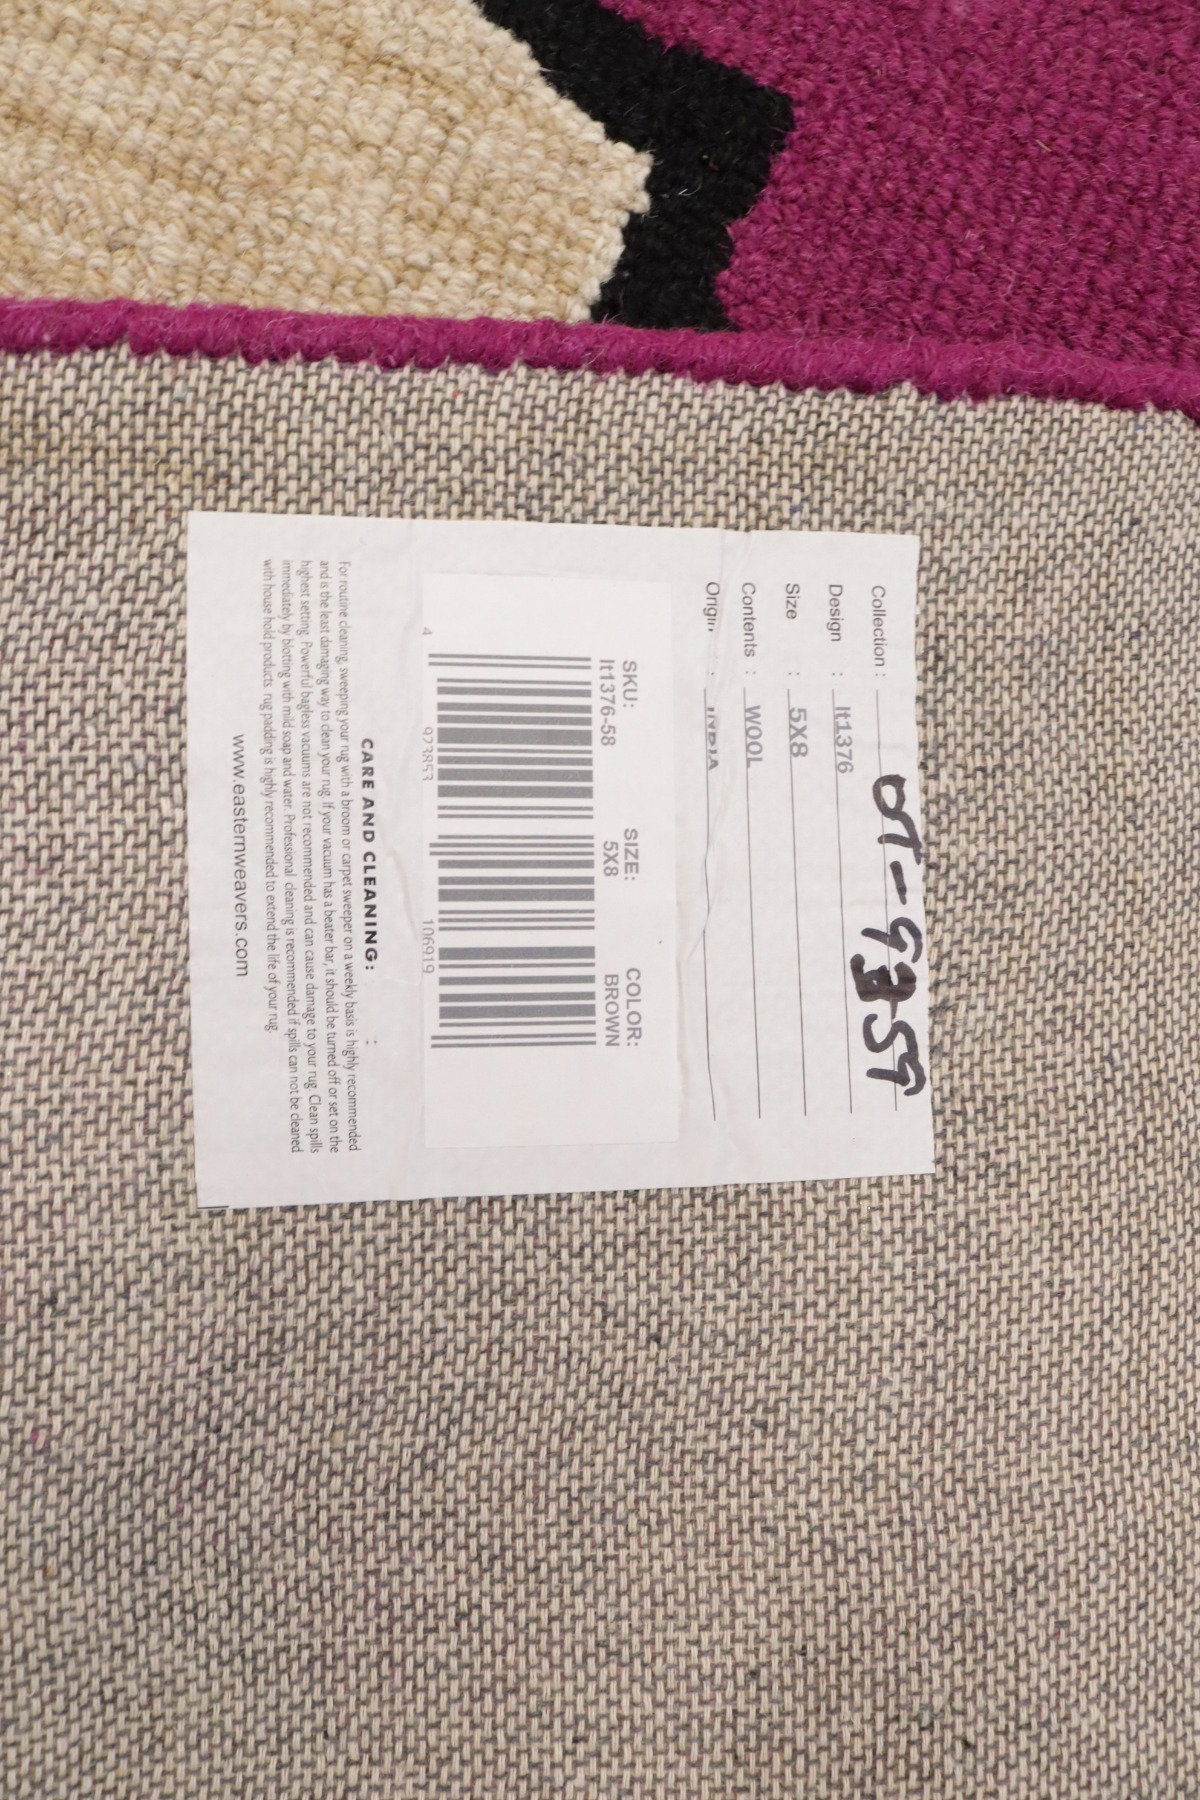 Collection :
Design : It1376
Size : 5X8
Contents : WOOL
Origin : INDIA
SKU: SIZE: COLOR:
It1376-58 5X8 BROWN
4 923853 106919
CARE AND CLEANING: :
For routine cleaning, sweeping your rug with a broom or carpet sweeper on a weekly basis is highly recommended
and is the least damaging way to clean your rug. If your vacuum has a beater bar, it should be turned off or set on the
highest setting. Powerful bagless vacuums are not recommended and can cause damage to your rug. Clean spills
immediately by blotting with mild soap and water. Professional cleaning is recommended if spills can not be cleaned
with house hold products. rug padding is highly recommended to extend the life of your rug.
www.easternweavers.com